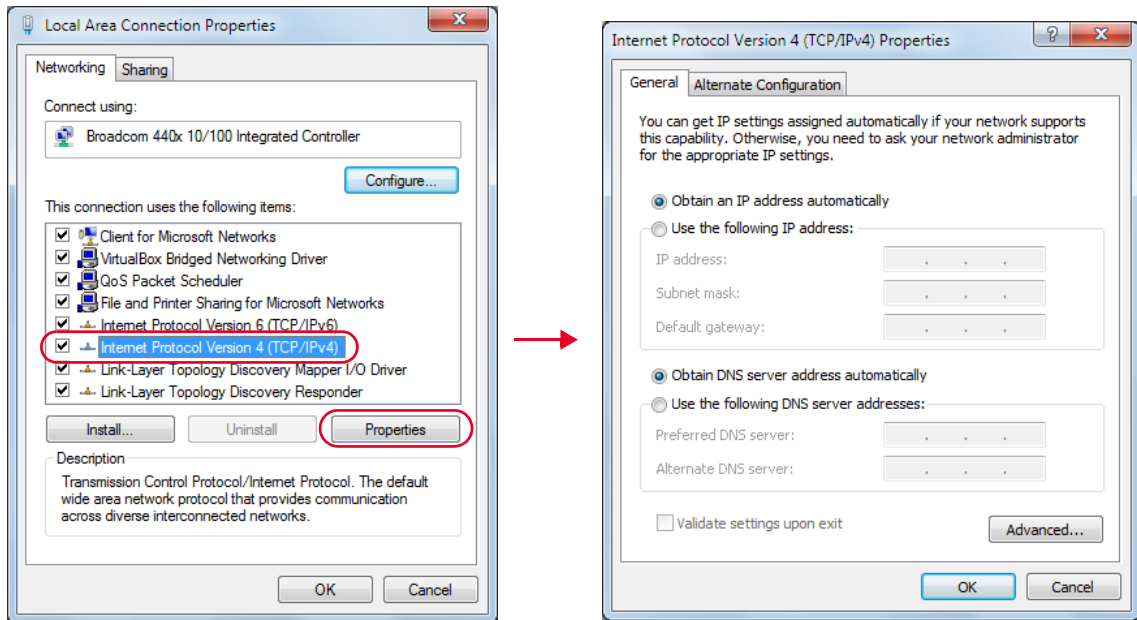 Local Area Connection Properties
Networking
Sharing
Connect using:
Broadcom 440x 10/100 Integrated Controller
Configure...
This connection uses the following items:
Client for Microsoft Networks
VirtualBox Bridged Networking Driver
QoS Packet Scheduler
File and Printer Sharing for Microsoft Networks
Internet Protocol Version 6 (TCP/IPv6)
Internet Protocol Version 4 (TCP/IPv4)
Link-Layer Topology Discovery Mapper I/O Driver
Link-Layer Topology Discovery Responder
Install...
Uninstall
Properties
Description
Transmission Control Protocol/Internet Protocol. The default
wide area network protocol that provides communication
across diverse interconnected networks.
OK
Cancel
Internet Protocol Version 4 (TCP/IPv4) Properties
General
Alternate Configuration
You can get IP settings assigned automatically if your network supports
this capability. Otherwise, you need to ask your network administrator
for the appropriate IP settings.
Obtain an IP address automatically
Use the following IP address:
IP address:
Subnet mask:
Default gateway:
Obtain DNS server address automatically
Use the following DNS server addresses:
Preferred DNS server:
Alternate DNS server:
Validate settings upon exit
Advanced...
OK
Cancel